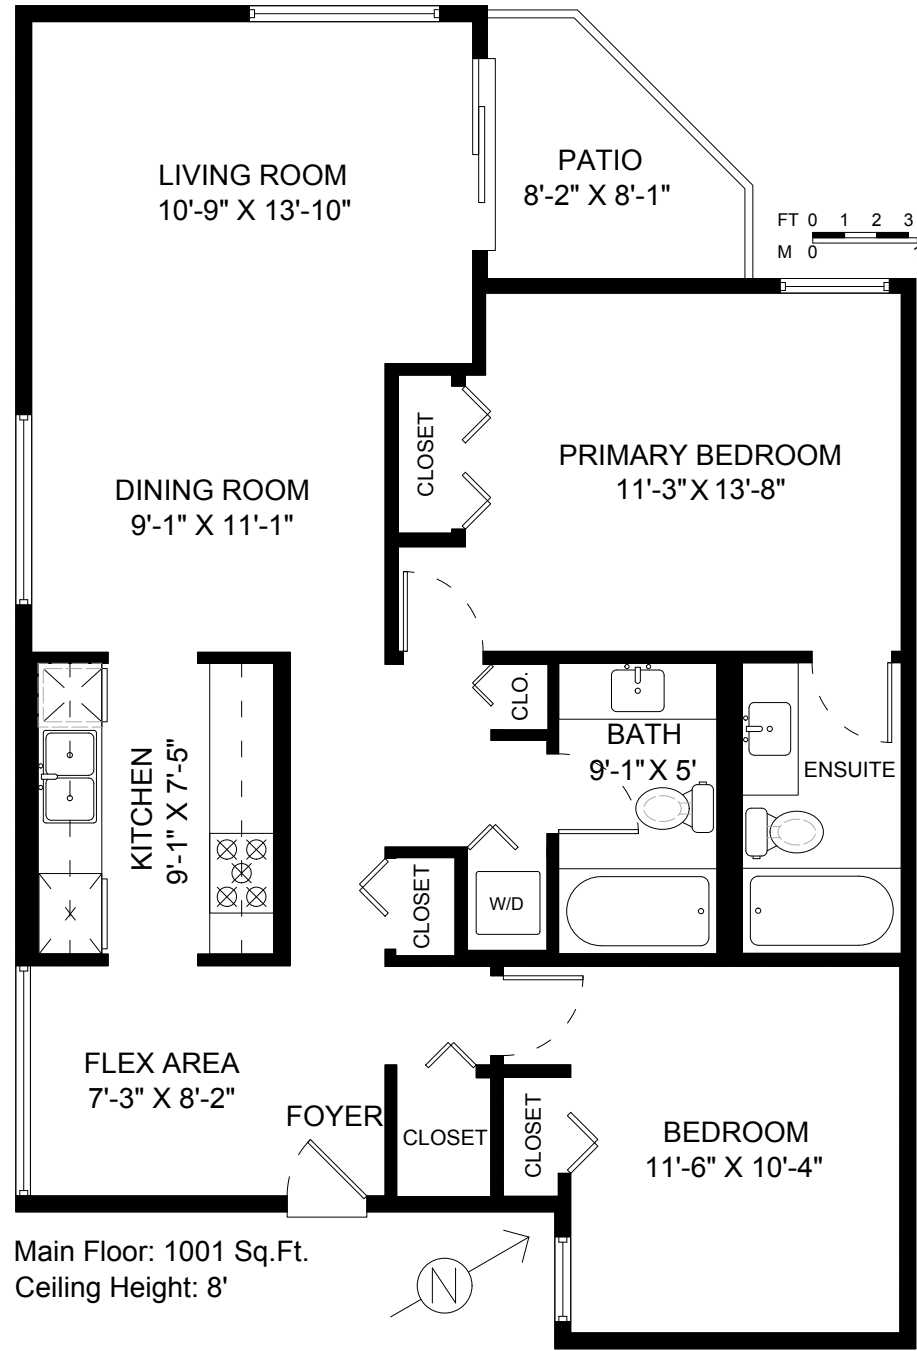 LIVING ROOM
10'-9" X 13'-10"
PATIO
8'-2" X 8'-1"
FT 0 1 2 3
M 0
CLOSET
PRIMARY BEDROOM
11'-3" X 13'-8"
DINING ROOM
9'-1" X 11'-1"
CLO.
BATH
9'-1" X 5'
ENSUITE
KITCHEN
9'-1" X 7'-5"
CLOSET
W/D
FLEX AREA
7'-3" X 8'-2"
FOYER
CLOSET
CLOSET
BEDROOM
11'-6" X 10'-4"
Main Floor: 1001 Sq.Ft.
Ceiling Height: 8'
N